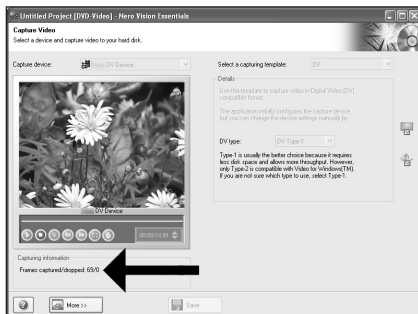 Untitled Project [DVD-Video] - Nero Vision Essentials
Capture Video
Select a device and capture video to your hard disk.
Capture device:
DV Device
DV Device
00:00:04.01
Capturing information
Frames captured/dropped: 69/0
Select a capturing template:
DV
Details
Use this template to capture video in Digital Video (DV)
compatible format.
The application initially configures the capture device,
but you can change the device settings manually by
DV type:
DV Type-1
Type-1 is usually the better choice because it requires
less disk space and allows more throughput. However,
only Type-2 is compatible with Video for Windows(TM).
If you are not sure which type to use, select Type-1.
More >>
Save